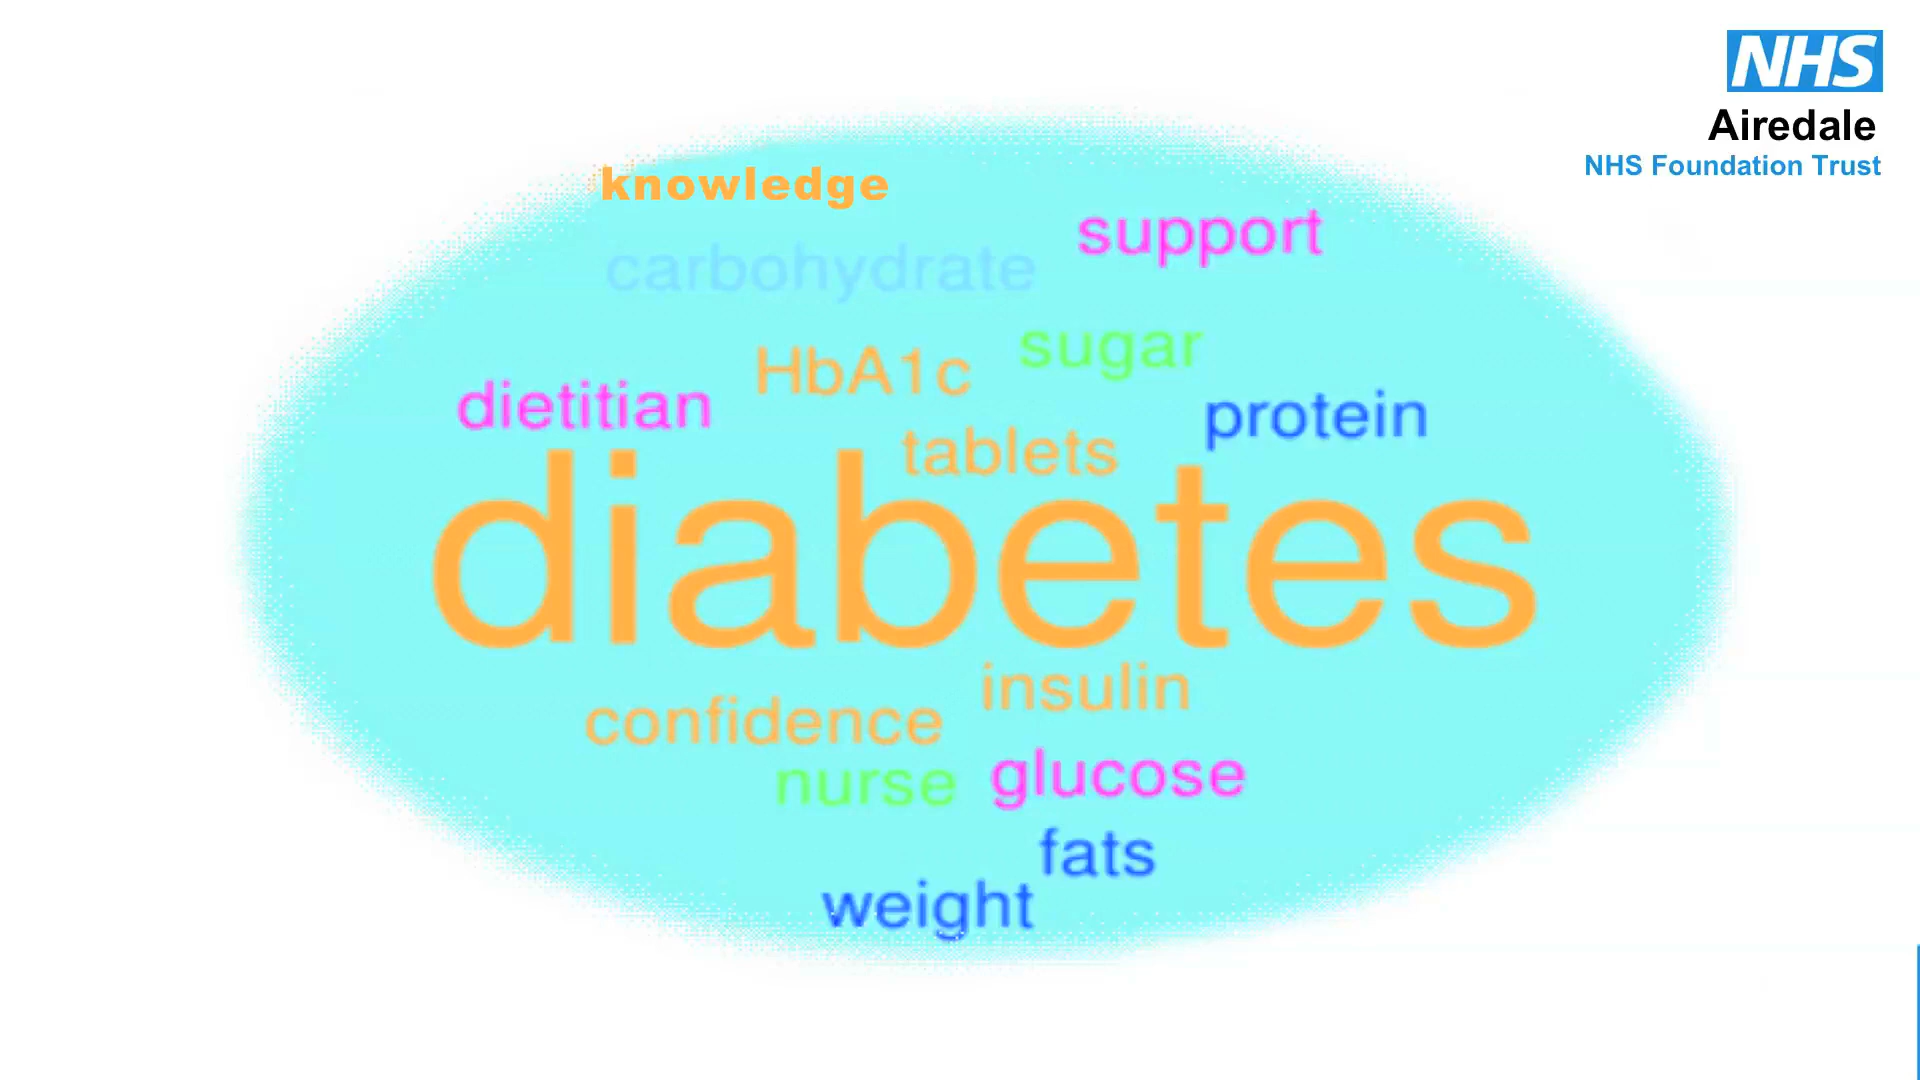 NHS
Airedale
NHS Foundation Trust
knowledge
support
carbohydrate
sugar
HbA1c
dietitian
protein
tablets
diabetes
insulin
confidence
nurse glucose
fats
weight